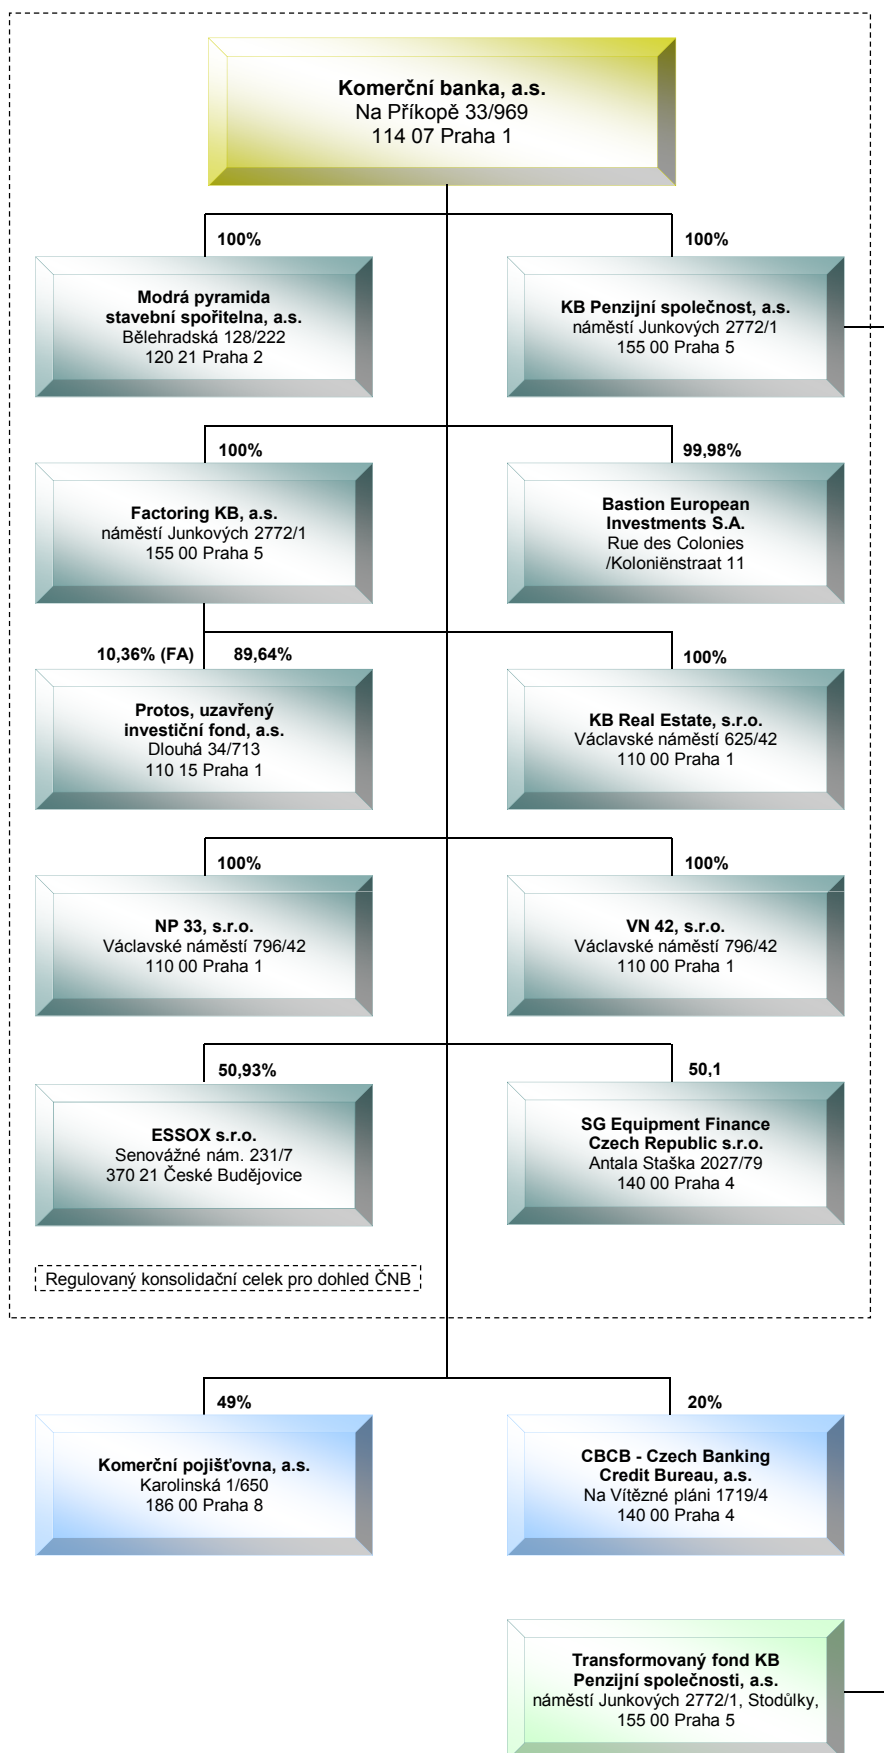 Komerční banka, a.s.
Na Příkopě 33/969
114 07 Praha 1
100%
100%
Modrá pyramida
stavební spořitelna, a.s.
Bělehradská 128/222
120 21 Praha 2
KB Penzijní společnost, a.s.
náměstí Junkových 2772/1
155 00 Praha 5
100%
99,98%
Factoring KB, a.s.
náměstí Junkových 2772/1
155 00 Praha 5
Bastion European
Investments S.A.
Rue des Colonies
/Koloniënstraat 11
10,36% (FA)
89,64%
100%
Protos, uzavřený
investiční fond, a.s.
Dlouhá 34/713
110 15 Praha 1
KB Real Estate, s.r.o.
Václavské náměstí 625/42
110 00 Praha 1
100%
100%
NP 33, s.r.o.
Václavské náměstí 796/42
110 00 Praha 1
VN 42, s.r.o.
Václavské náměstí 796/42
110 00 Praha 1
50,93%
50,1
ESSOX s.r.o.
Senovážné nám. 231/7
370 21 České Budějovice
SG Equipment Finance
Czech Republic s.r.o.
Antala Staška 2027/79
140 00 Praha 4
Regulovaný konsolidační celek pro dohled ČNB
49%
20%
Komerční pojišťovna, a.s.
Karolinská 1/650
186 00 Praha 8
CBCB - Czech Banking
Credit Bureau, a.s.
Na Vítězné pláni 1719/4
140 00 Praha 4
Transformovaný fond KB
Penzijní společnosti, a.s.
náměstí Junkových 2772/1, Stodůlky,
155 00 Praha 5